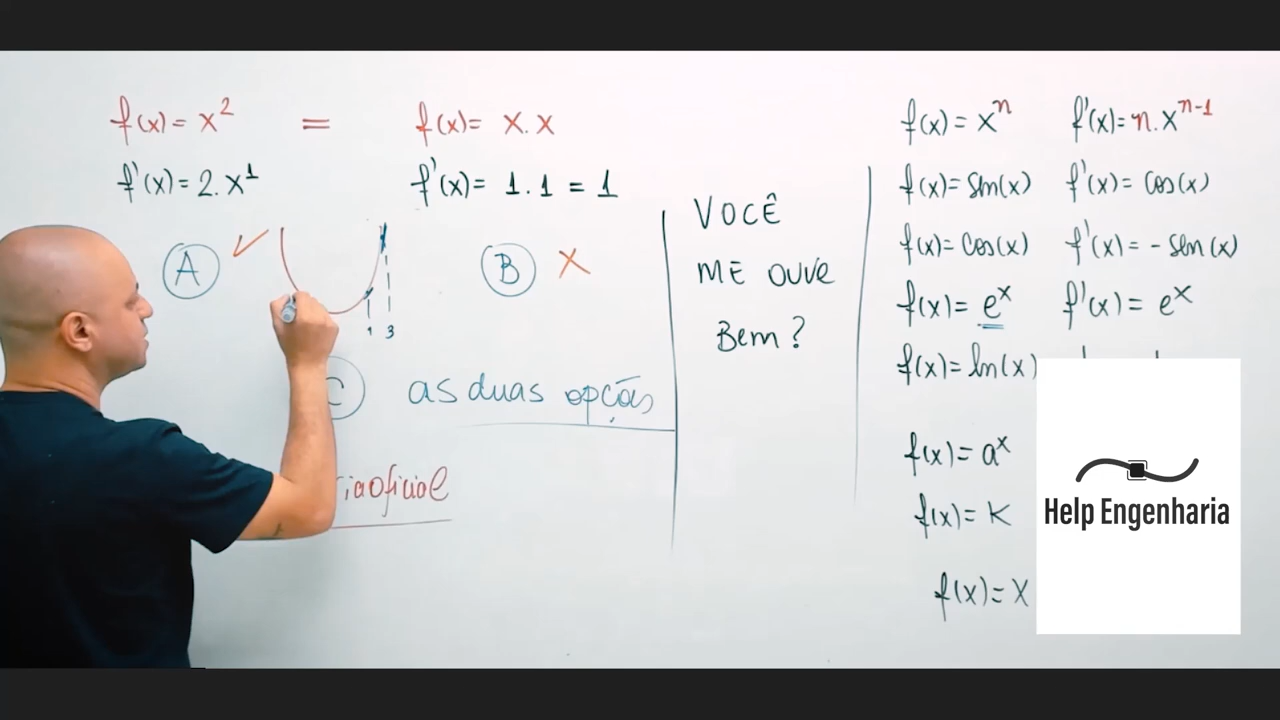 f(x) = x² = f(x) = x . x
f'(x) = 2 . x¹ f'(x) = 1 . 1 = 1
A ✓ B X
1 3
C as duas opções
VOCÊ
ME OUVE
Bem?
f(x) = xⁿ f'(x) = n . xⁿ⁻¹
f(x) = sen(x) f'(x) = cos(x)
f(x) = cos(x) f'(x) = - sen(x)
f(x) = eˣ f'(x) = eˣ
f(x) = ln(x)
f(x) = aˣ
f(x) = K
f(x) = x
Help Engenharia